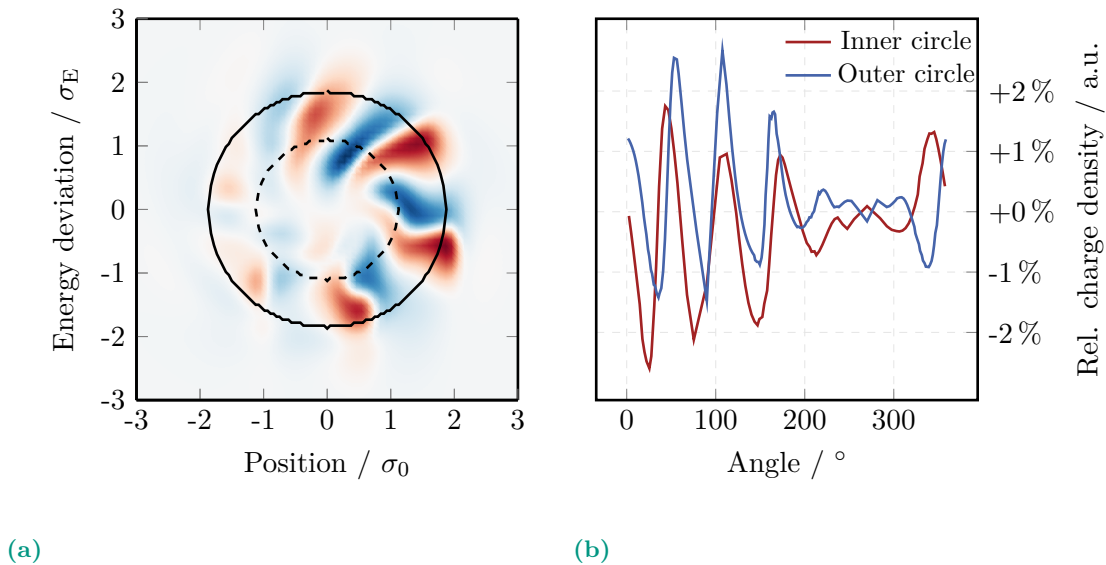 3
2
1
0
-1
-2
-3
-3 -2 -1 0 1 2 3
Energy deviation / σE
Position / σ0
Inner circle
Outer circle
+2 %
+1 %
+0 %
-1 %
-2 %
0 100 200 300
Rel. charge density / a.u.
Angle / °
(a)
(b)